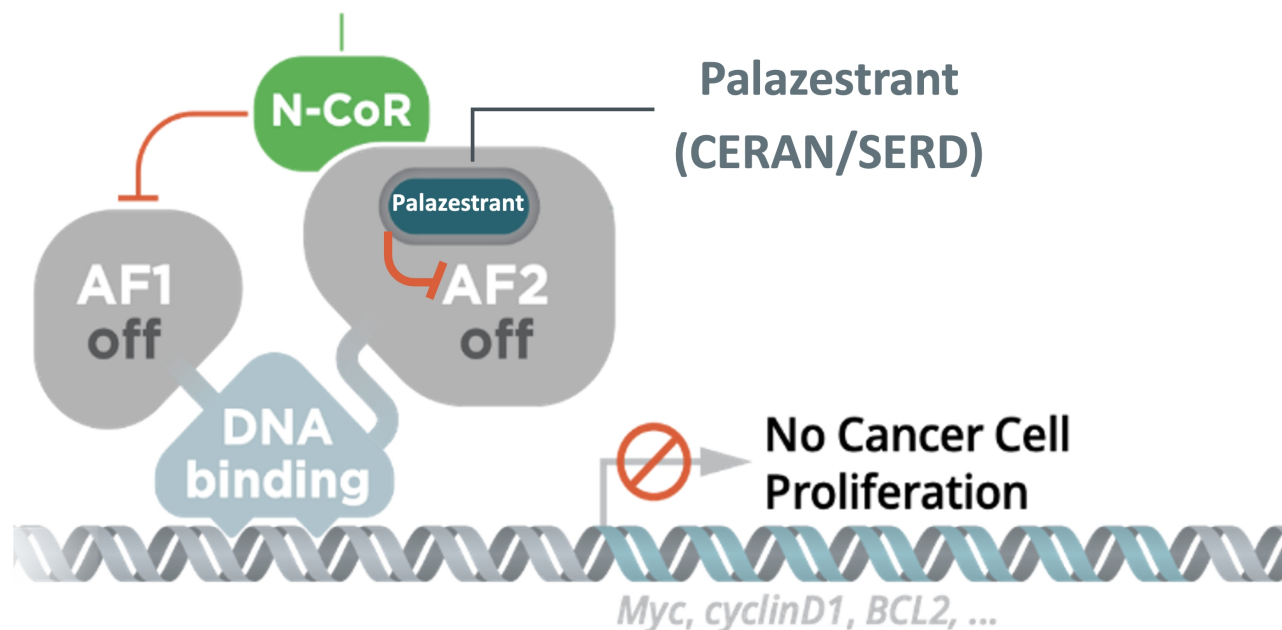 N-CoR
Palazestrant
(CERAN/SERD)
Palazestrant
AF1
off
AF2
off
DNA
binding
No Cancer Cell
Proliferation
Myc, cyclinD1, BCL2, ...